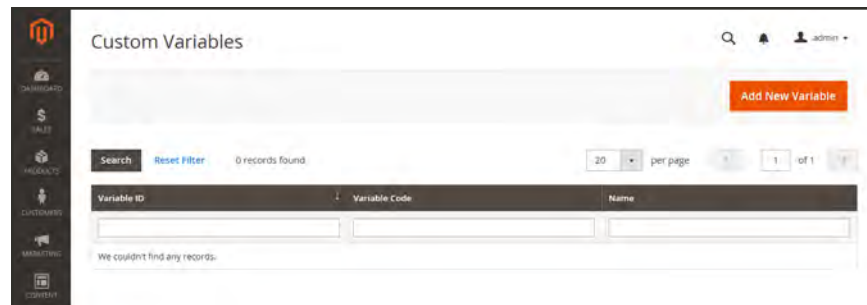 Custom Variables
admin
DASHBOARD
Add New Variable
$
SALES
Search Reset Filter 0 records found 20 per page 1 of 1
PRODUCTS
Variable ID Variable Code Name
CUSTOMERS
MARKETING
We couldn't find any records.
CONTENT